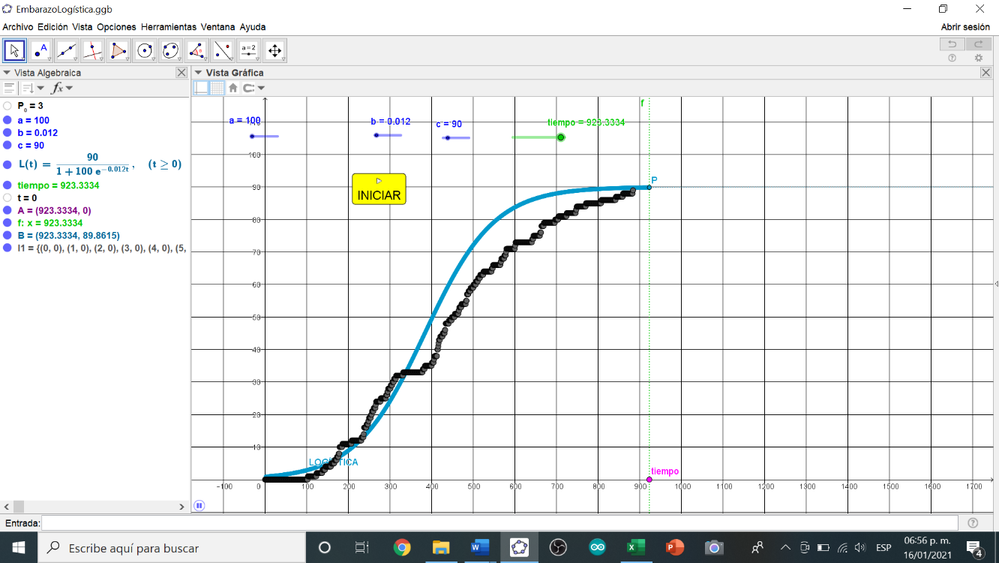 EmbarazoLogística.ggb
Archivo Edición Vista Opciones Herramientas Ventana Ayuda
Abrir sesión
A
a=2
Vista Algebraica
Vista Gráfica
fx
P0 = 3
a = 100
b = 0.012
c = 90
L(t) = 90 / 1 + 100 e^-0.012t , (t ≥ 0)
tiempo = 923.3334
t = 0
A = (923.3334, 0)
f: x = 923.3334
B = (923.3334, 89.8615)
l1 = {(0, 0), (1, 0), (2, 0), (3, 0), (4, 0), (5,
f
a = 100
b = 0.012
c = 90
tiempo = 923.3334
110
100
90
80
70
60
50
40
30
20
10
INICIAR
P
LOGÍSTICA
tiempo
-100 0 100 200 300 400 500 600 700 800 900 1000 1100 1200 1300 1400 1500 1600 1700
Entrada:
Escribe aquí para buscar
ESP
06:56 p. m.
16/01/2021
4